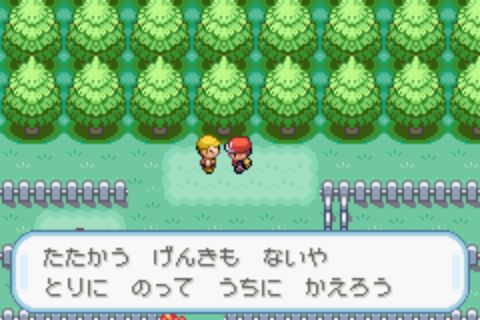 たたかう　げんきも　ないや
とりに　のって　うちに　かえろう